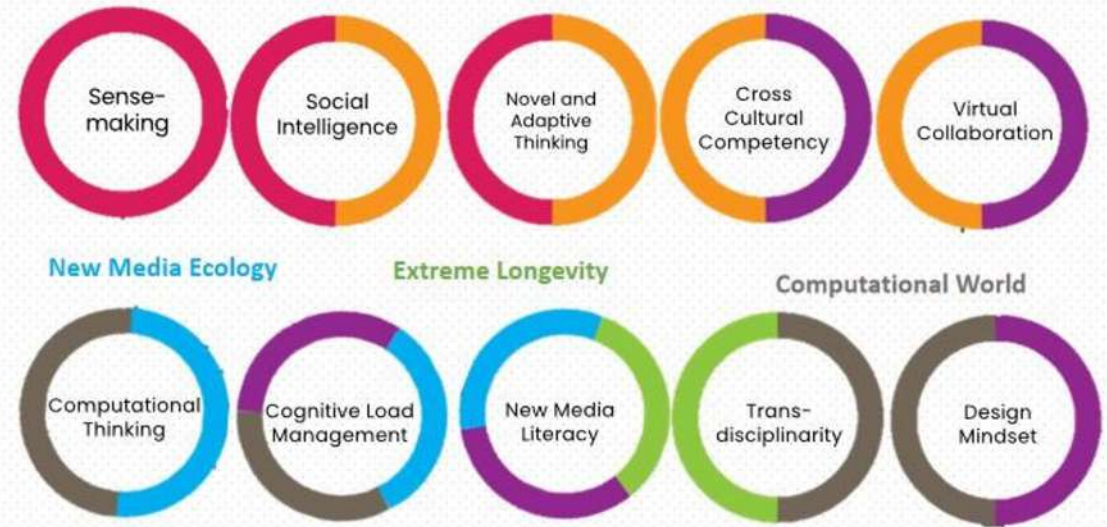 Sense-
making
Social
Intelligence
Novel and
Adaptive
Thinking
Cross
Cultural
Competency
Virtual
Collaboration
New Media Ecology
Extreme Longevity
Computational World
Computational
Thinking
Cognitive Load
Management
New Media
Literacy
Trans-
disciplinarity
Design
Mindset